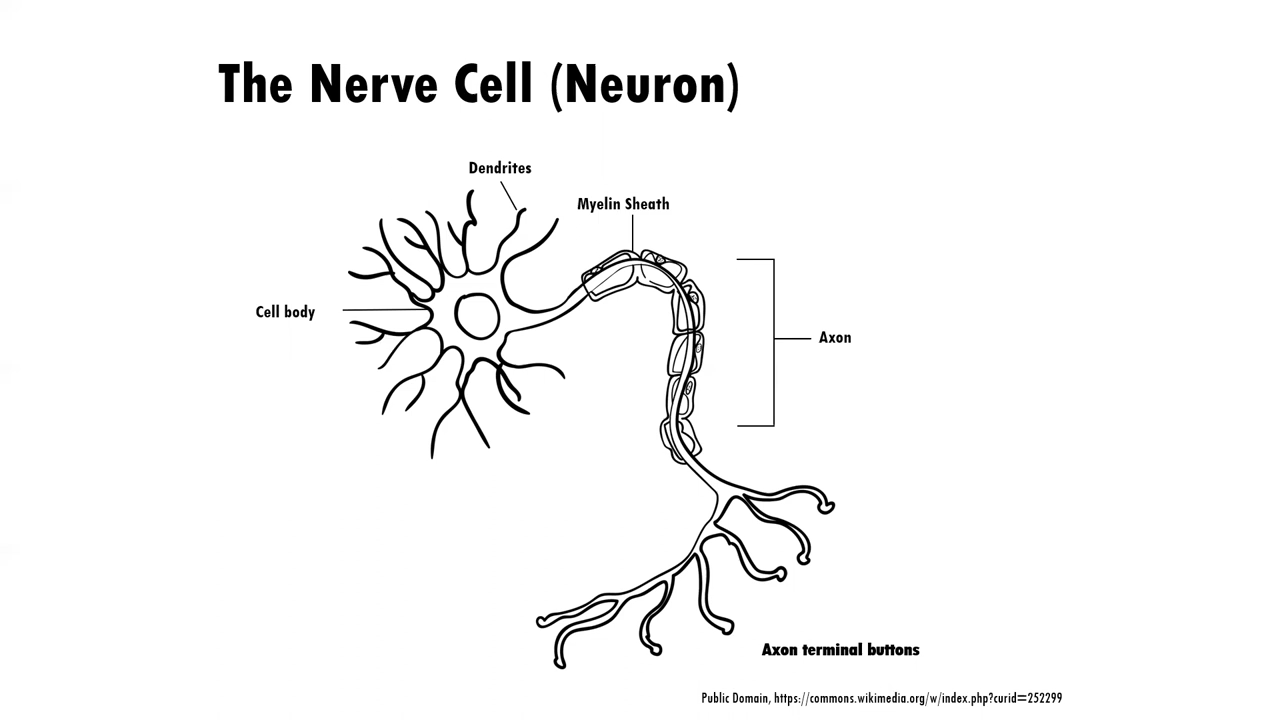 The Nerve Cell (Neuron)
Dendrites
Myelin Sheath
Cell body
Axon
Axon terminal buttons
Public Domain, https://commons.wikimedia.org/w/index.php?curid=252299